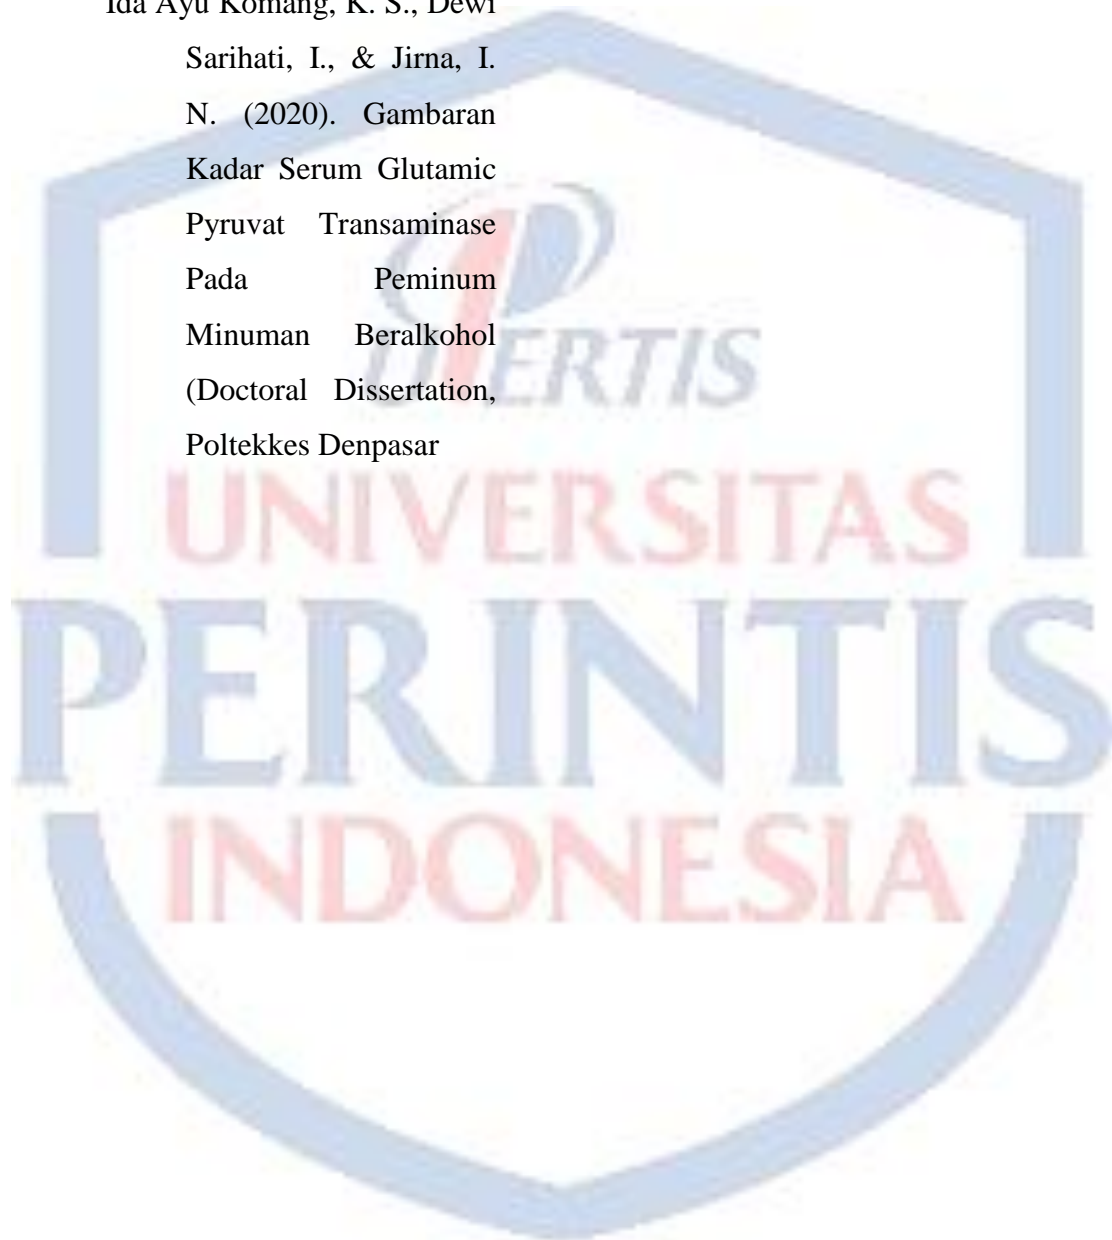 Ida Ayu Komang, K. S., Dewi
Sarihati, I., & Jirna, I.
N. (2020). Gambaran
Kadar Serum Glutamic
Pyruvat Transaminase
Pada Peminum
Minuman Beralkohol
(Doctoral Dissertation,
Poltekkes Denpasar
UPERTIS
UNIVERSITAS
PERINTIS
INDONESIA